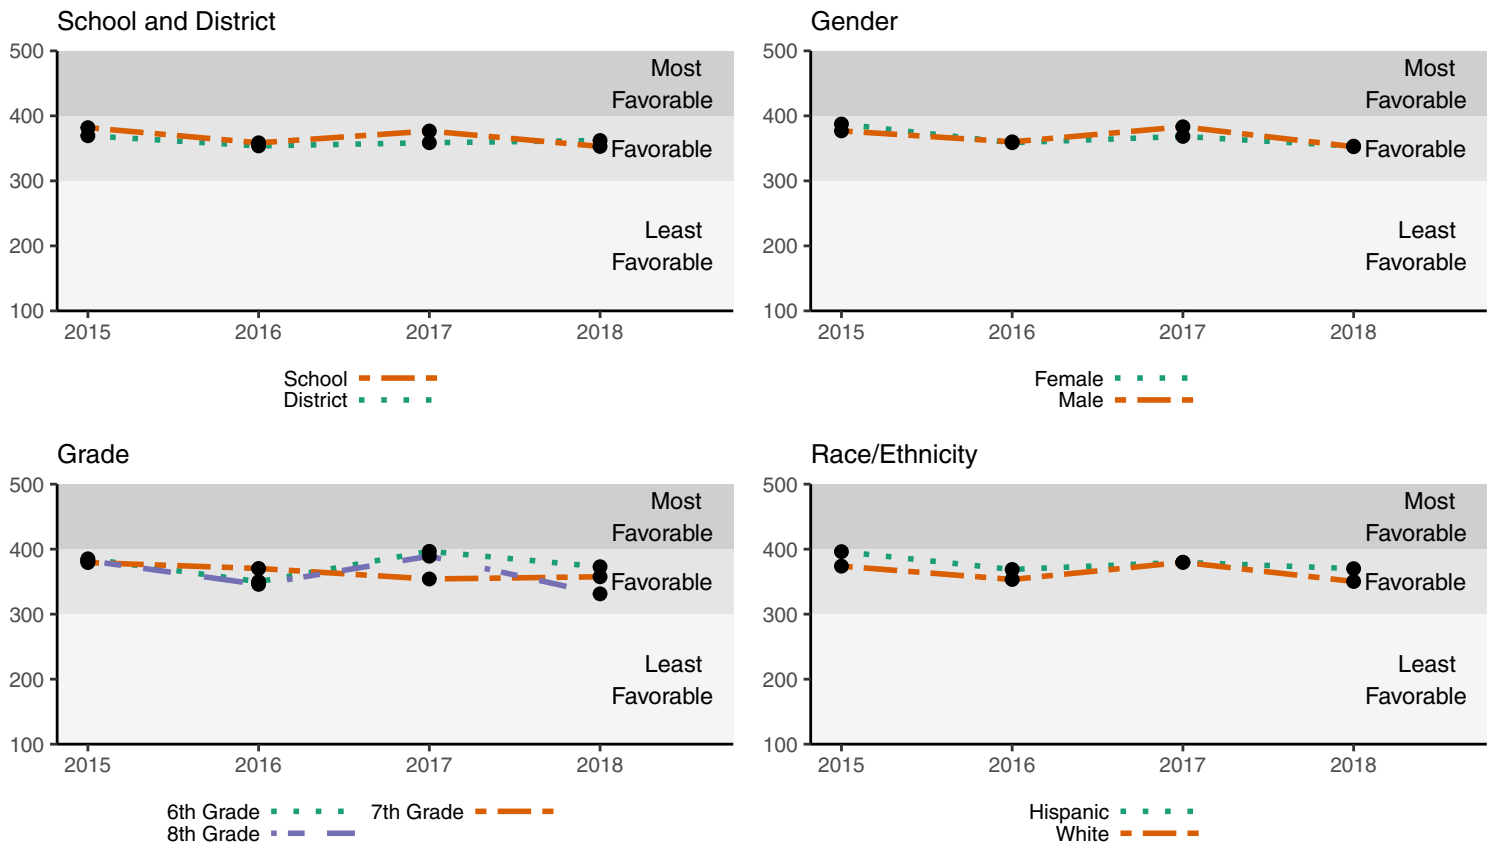 School and District
500
400
300
200
100
Most
Favorable
Favorable
Least
Favorable
2015 2016 2017 2018
School
District
Gender
500
400
300
200
100
Most
Favorable
Favorable
Least
Favorable
2015 2016 2017 2018
Female
Male
Grade
500
400
300
200
100
Most
Favorable
Favorable
Least
Favorable
2015 2016 2017 2018
6th Grade 7th Grade
8th Grade
Race/Ethnicity
500
400
300
200
100
Most
Favorable
Favorable
Least
Favorable
2015 2016 2017 2018
Hispanic
White